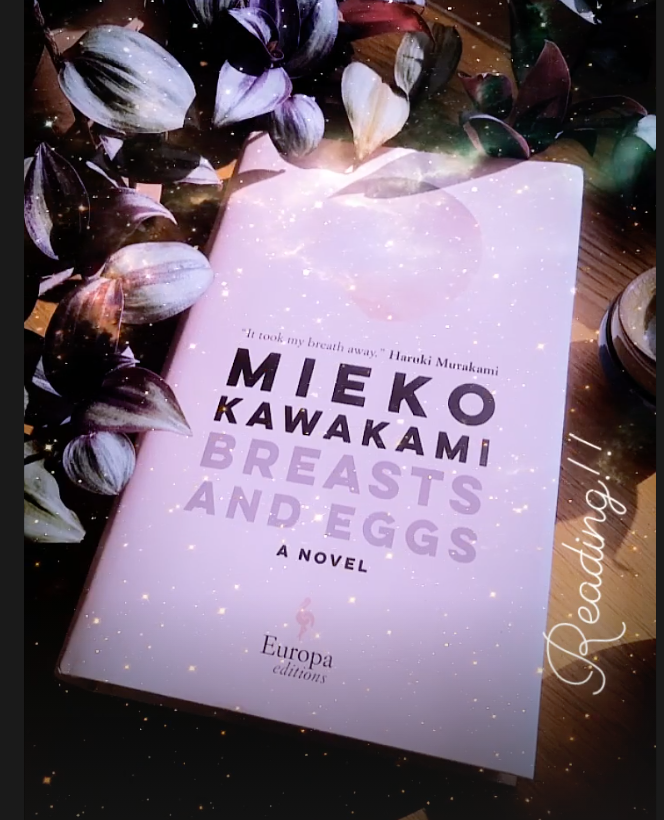 "It took my breath away." Haruki Murakami
MIEKO
KAWAKAMI
BREASTS
AND EGGS
A NOVEL
Europa
editions
Reading!!